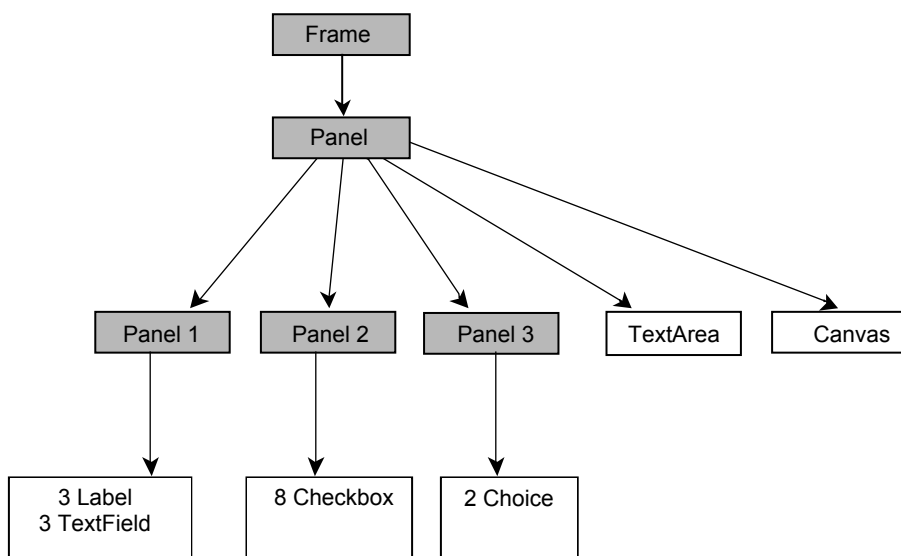 Frame
Panel
Panel 1
Panel 2
Panel 3
TextArea
Canvas
3 Label
3 TextField
8 Checkbox
2 Choice